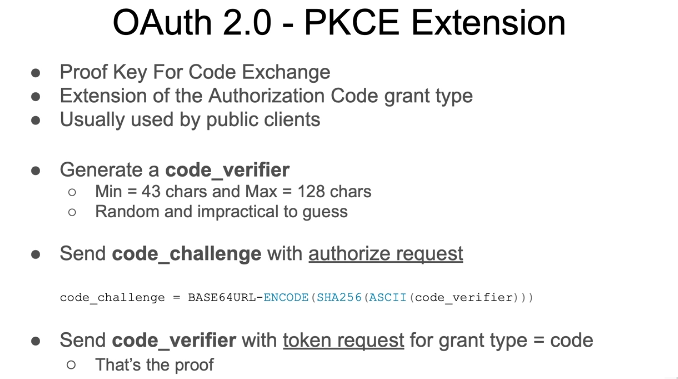 OAuth 2.0 - PKCE Extension
● Proof Key For Code Exchange
● Extension of the Authorization Code grant type
● Usually used by public clients
● Generate a code_verifier
○ Min = 43 chars and Max = 128 chars
○ Random and impractical to guess
● Send code_challenge with authorize request
code_challenge = BASE64URL-ENCODE(SHA256(ASCII(code_verifier)))
● Send code_verifier with token request for grant type = code
○ That's the proof